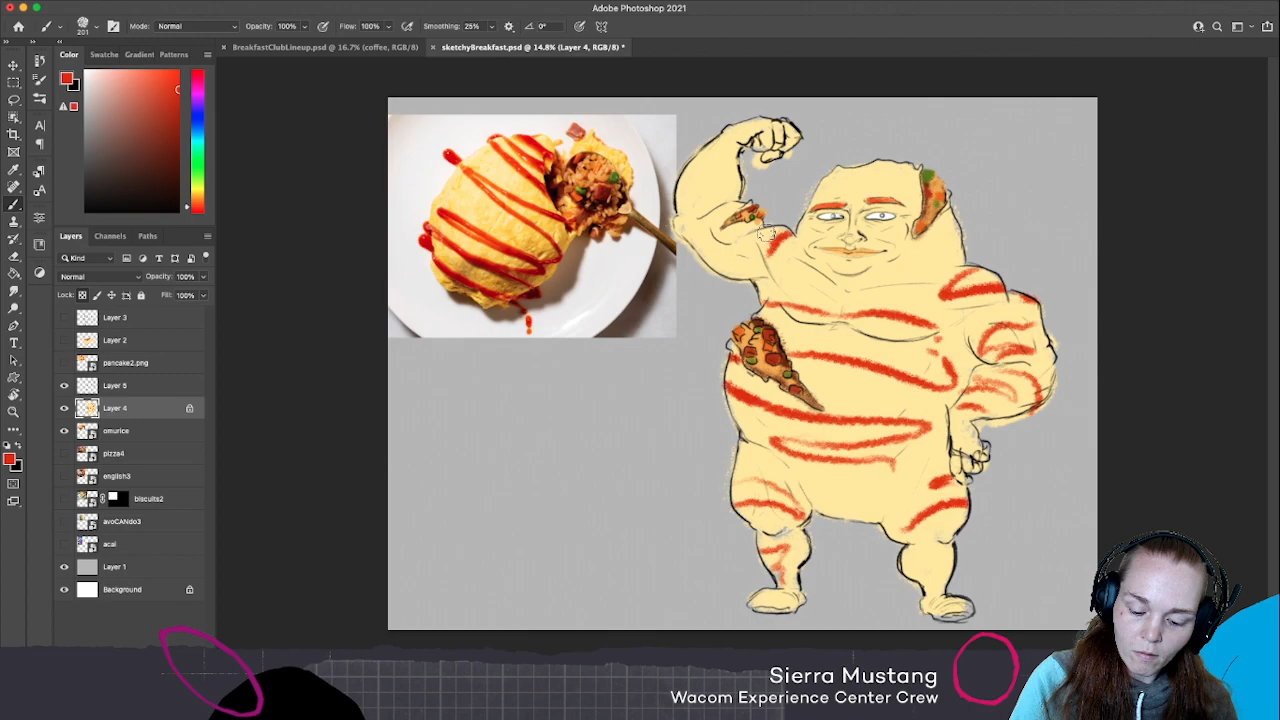 Adobe Photoshop 2021
201
Mode: Normal
Opacity: 100%
Flow: 100%
Smoothing: 25%
0°
× BreakfastClubLineup.psd @ 16.7% (coffee, RGB/8)
× sketchyBreakfast.psd @ 14.8% (Layer 4, RGB/8) *
Color
Swatche
Gradient
Patterns
Layers
Channels
Paths
Kind
Normal
Opacity: 100%
Lock:
Fill: 100%
Layer 3
Layer 2
pancake2.png
Layer 5
Layer 4
omurice
pizza4
english3
biscuits2
avoCANdo3
acai
Layer 1
Background
Sierra Mustang
Wacom Experience Center Crew